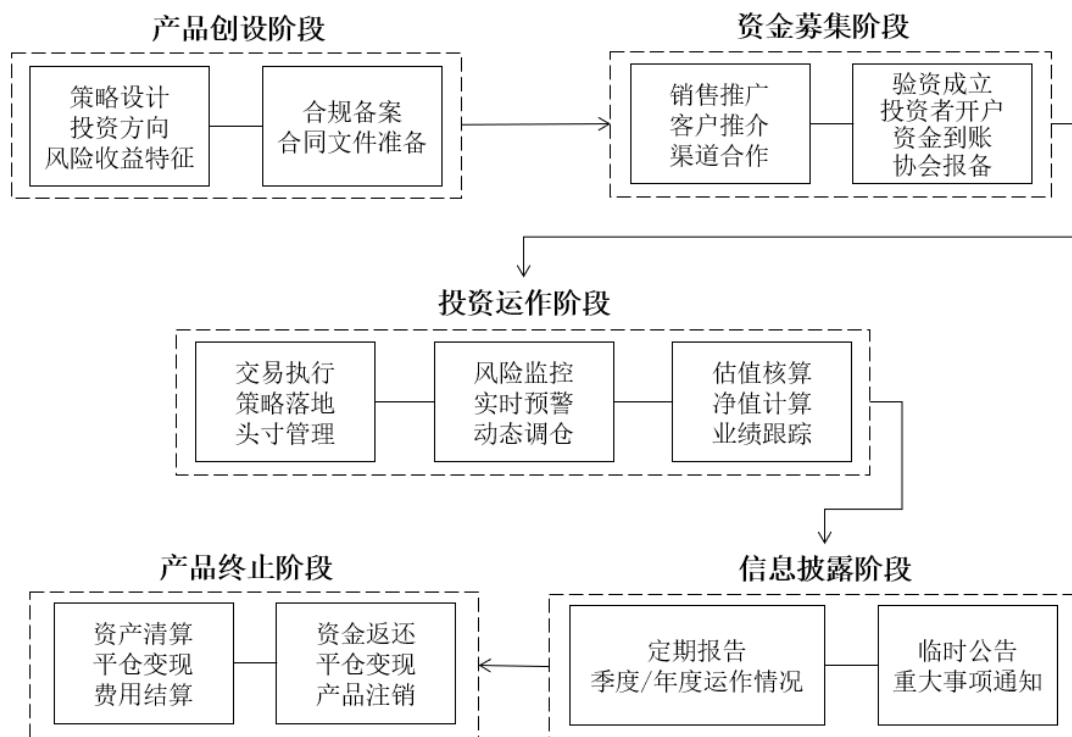 产品创设阶段
策略设计
投资方向
风险收益特征
合规备案
合同文件准备
资金募集阶段
销售推广
客户推介
渠道合作
验资成立
投资者开户
资金到账
协会报备
投资运作阶段
交易执行
策略落地
头寸管理
风险监控
实时预警
动态调仓
估值核算
净值计算
业绩跟踪
信息披露阶段
定期报告
季度/年度运作情况
临时公告
重大事项通知
产品终止阶段
资产清算
平仓变现
费用结算
资金返还
平仓变现
产品注销